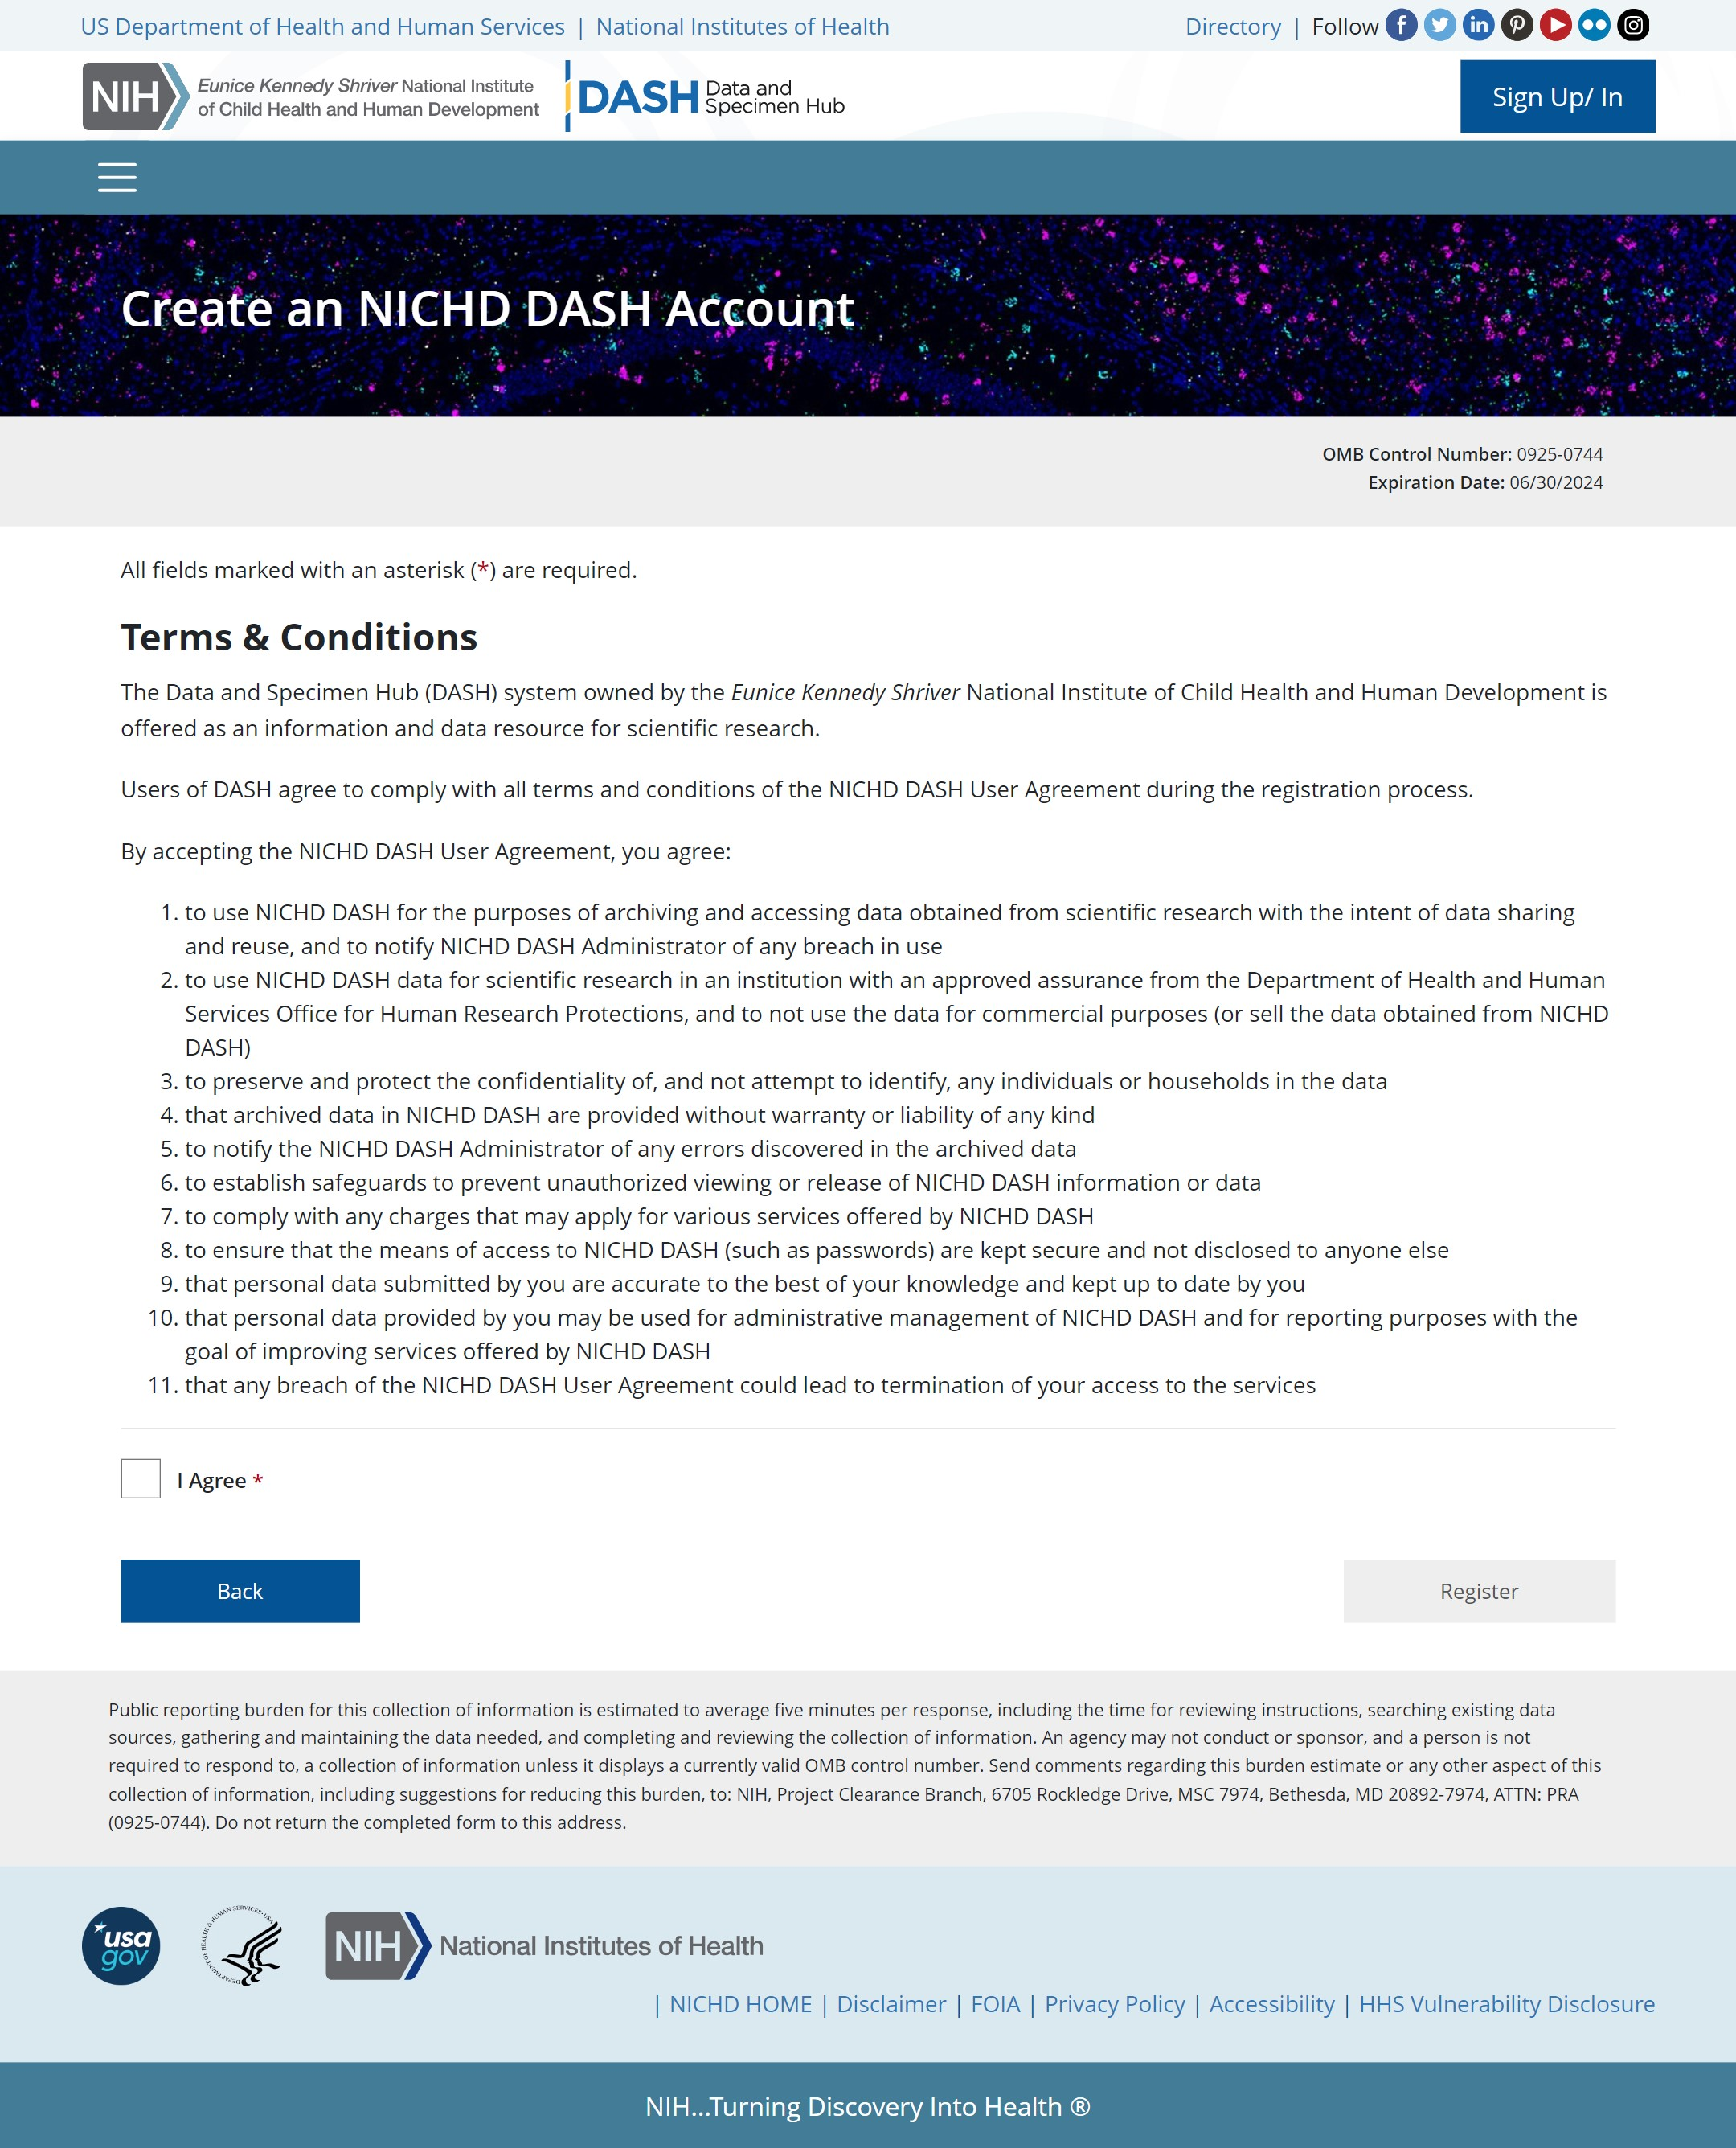 US Department of Health and Human Services | National Institutes of Health
Directory | Follow
NIH Eunice Kennedy Shriver National Institute
of Child Health and Human Development
DASH Data and
Specimen Hub
Sign Up/ In
Create an NICHD DASH Account
OMB Control Number: 0925-0744
Expiration Date: 06/30/2024
All fields marked with an asterisk (*) are required.
Terms & Conditions
The Data and Specimen Hub (DASH) system owned by the Eunice Kennedy Shriver National Institute of Child Health and Human Development is
offered as an information and data resource for scientific research.
Users of DASH agree to comply with all terms and conditions of the NICHD DASH User Agreement during the registration process.
By accepting the NICHD DASH User Agreement, you agree:
1. to use NICHD DASH for the purposes of archiving and accessing data obtained from scientific research with the intent of data sharing
and reuse, and to notify NICHD DASH Administrator of any breach in use
2. to use NICHD DASH data for scientific research in an institution with an approved assurance from the Department of Health and Human
Services Office for Human Research Protections, and to not use the data for commercial purposes (or sell the data obtained from NICHD
DASH)
3. to preserve and protect the confidentiality of, and not attempt to identify, any individuals or households in the data
4. that archived data in NICHD DASH are provided without warranty or liability of any kind
5. to notify the NICHD DASH Administrator of any errors discovered in the archived data
6. to establish safeguards to prevent unauthorized viewing or release of NICHD DASH information or data
7. to comply with any charges that may apply for various services offered by NICHD DASH
8. to ensure that the means of access to NICHD DASH (such as passwords) are kept secure and not disclosed to anyone else
9. that personal data submitted by you are accurate to the best of your knowledge and kept up to date by you
10. that personal data provided by you may be used for administrative management of NICHD DASH and for reporting purposes with the
goal of improving services offered by NICHD DASH
11. that any breach of the NICHD DASH User Agreement could lead to termination of your access to the services
I Agree *
Back
Register
Public reporting burden for this collection of information is estimated to average five minutes per response, including the time for reviewing instructions, searching existing data
sources, gathering and maintaining the data needed, and completing and reviewing the collection of information. An agency may not conduct or sponsor, and a person is not
required to respond to, a collection of information unless it displays a currently valid OMB control number. Send comments regarding this burden estimate or any other aspect of this
collection of information, including suggestions for reducing this burden, to: NIH, Project Clearance Branch, 6705 Rockledge Drive, MSC 7974, Bethesda, MD 20892-7974, ATTN: PRA
(0925-0744). Do not return the completed form to this address.
usa
gov
DEPARTMENT OF HEALTH & HUMAN SERVICES • USA
NIH National Institutes of Health
| NICHD HOME | Disclaimer | FOIA | Privacy Policy | Accessibility | HHS Vulnerability Disclosure
NIH...Turning Discovery Into Health ®